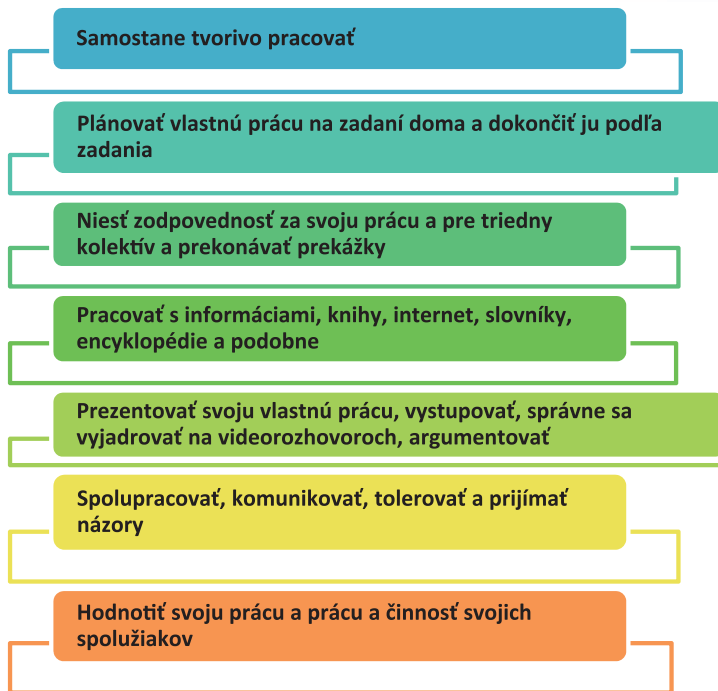 Samostane tvorivo pracovať
Plánovať vlastnú prácu na zadaní doma a dokončiť ju podľa
zadania
Niesť zodpovednosť za svoju prácu a pre triedny
kolektív a prekonávať prekážky
Pracovať s informáciami, knihy, internet, slovníky,
encyklopédie a podobne
Prezentovať svoju vlastnú prácu, vystupovať, správne sa
vyjadrovať na videorozhovoroch, argumentovať
Spolupracovať, komunikovať, tolerovať a prijímať
názory
Hodnotiť svoju prácu a prácu a činnosť svojich
spolužiakov